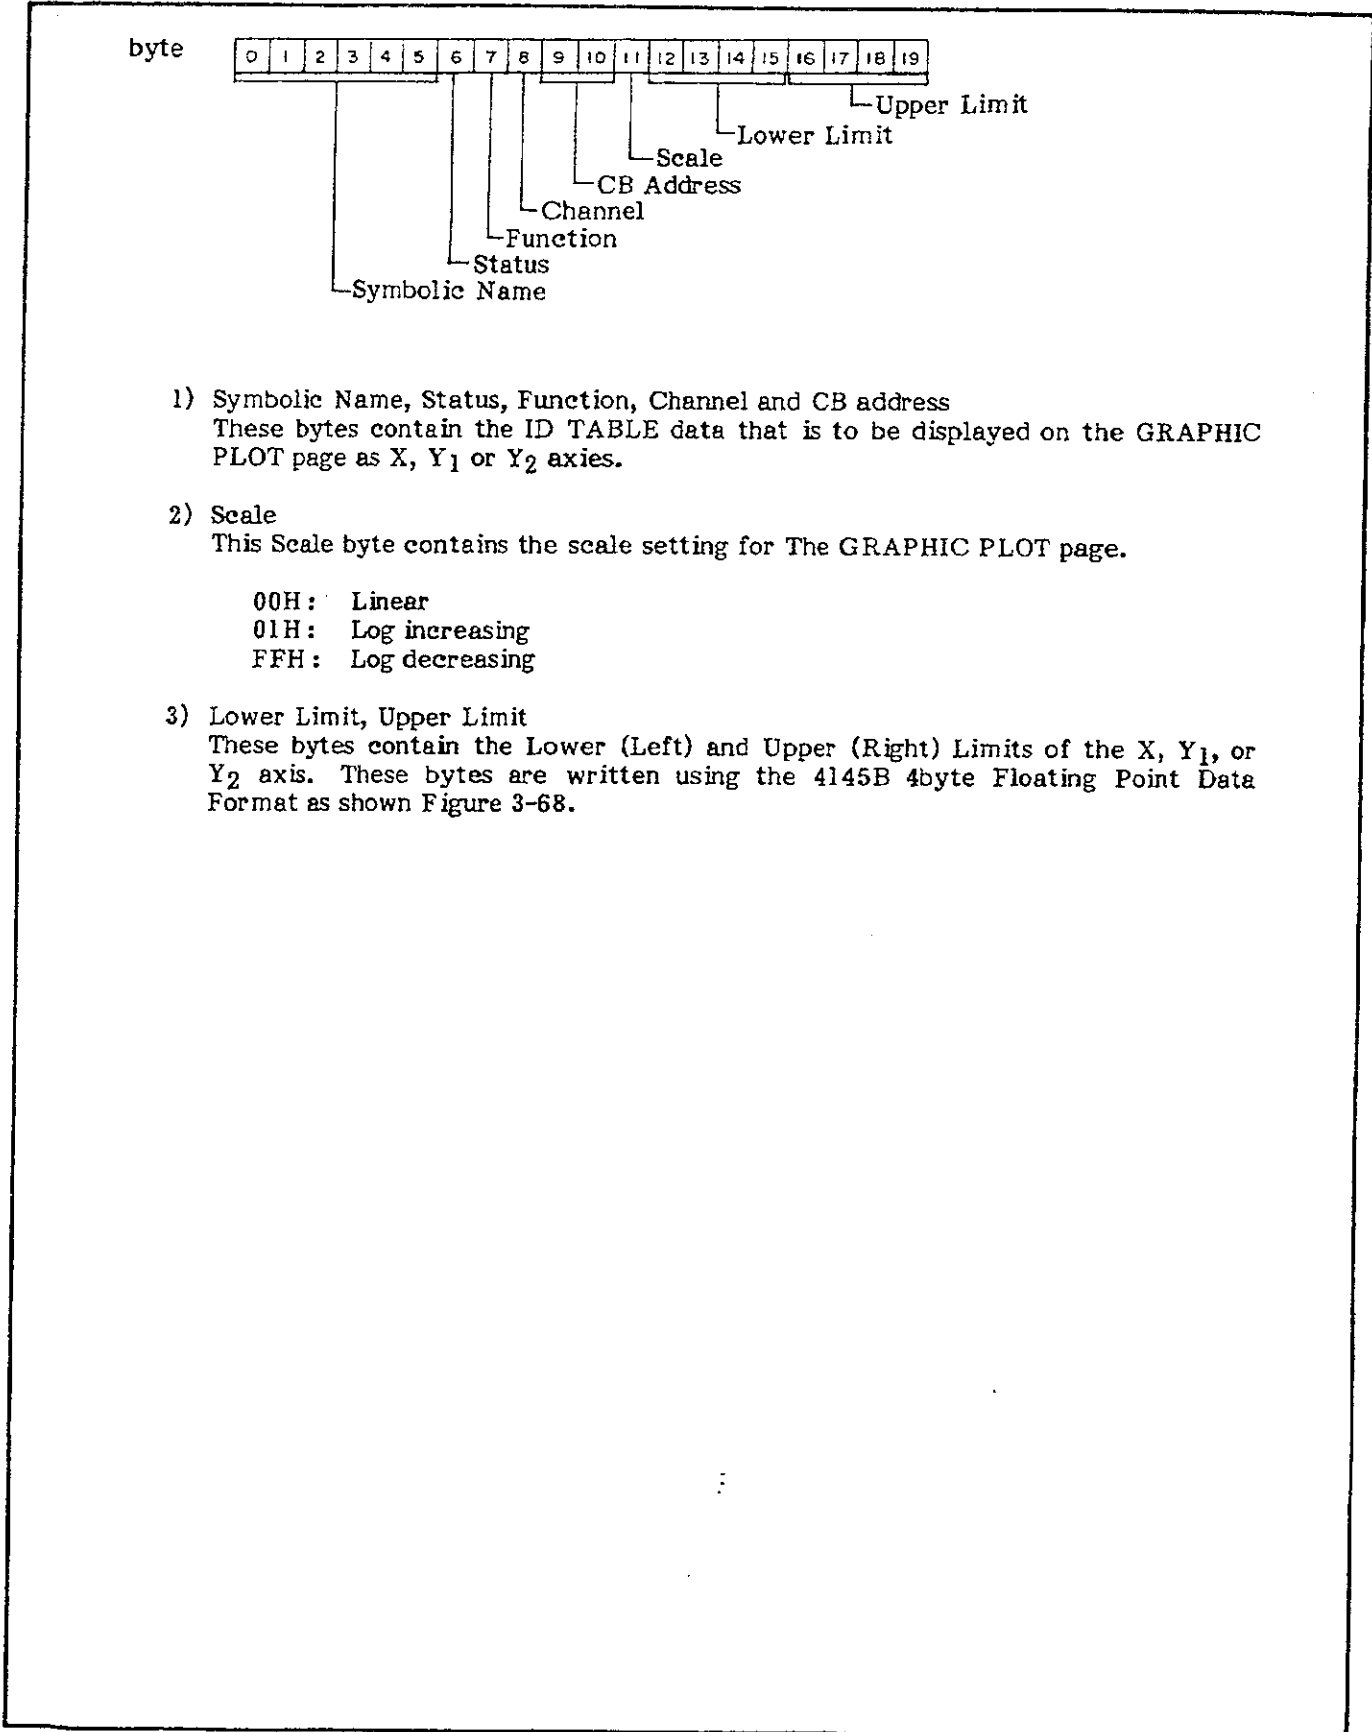 byte 0 1 2 3 4 5 6 7 8 9 10 11 12 13 14 15 16 17 18 19
Upper Limit
Lower Limit
Scale
CB Address
Channel
Function
Status
Symbolic Name
1) Symbolic Name, Status, Function, Channel and CB address
These bytes contain the ID TABLE data that is to be displayed on the GRAPHIC
PLOT page as X, Y1 or Y2 axies.
2) Scale
This Scale byte contains the scale setting for The GRAPHIC PLOT page.
00H: Linear
01H: Log increasing
FFH: Log decreasing
3) Lower Limit, Upper Limit
These bytes contain the Lower (Left) and Upper (Right) Limits of the X, Y1, or
Y2 axis. These bytes are written using the 4145B 4byte Floating Point Data
Format as shown Figure 3-68.